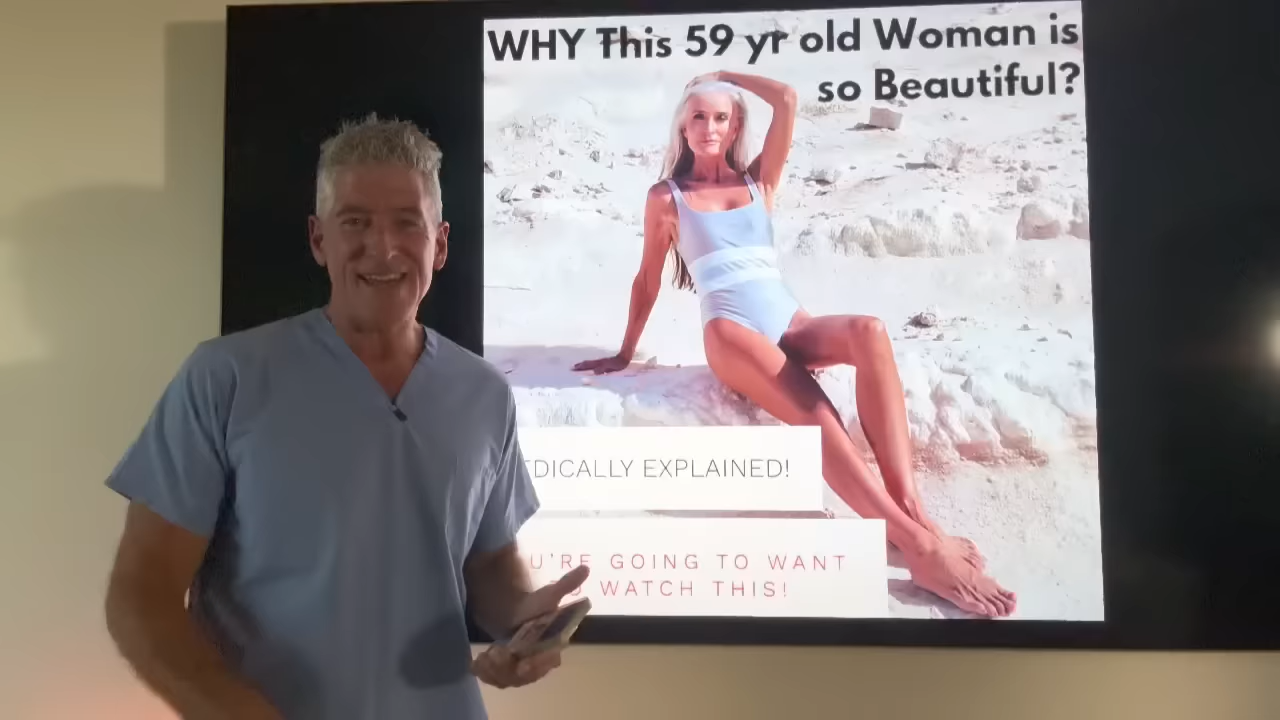 WHY This 59 yr old Woman is
so Beautiful?
EDICALLY EXPLAINED!
U'RE GOING TO WANT
WATCH THIS!